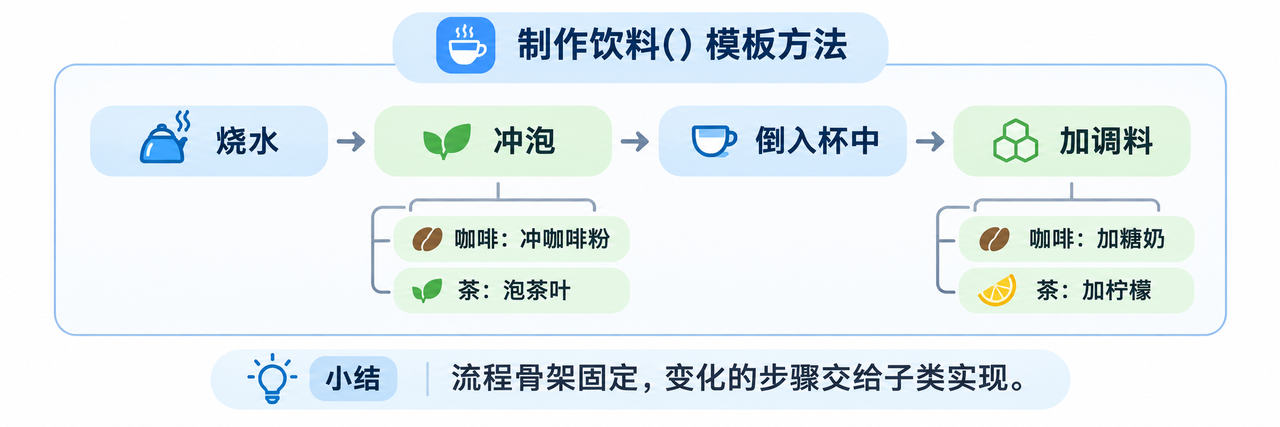 制作饮料() 模板方法
烧水
冲泡
倒入杯中
加调料
咖啡：冲咖啡粉
茶：泡茶叶
咖啡：加糖奶
茶：加柠檬
小结
流程骨架固定，变化的步骤交给子类实现。